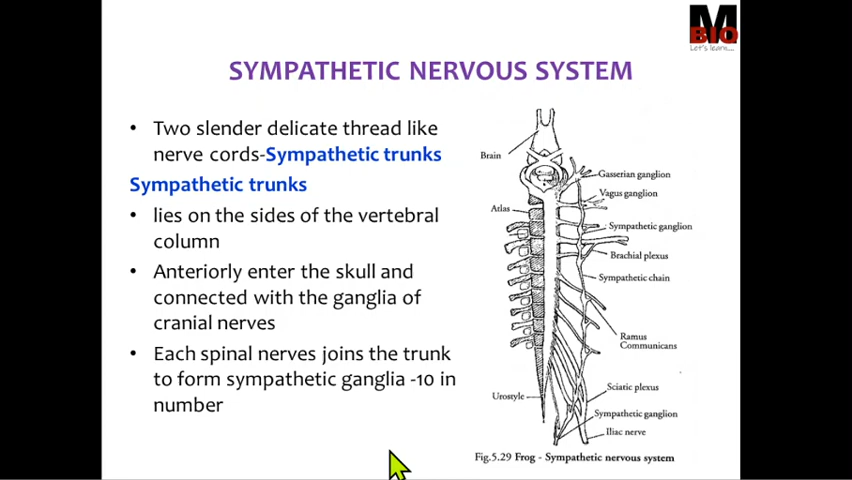 M
BIQ
Let's learn....
SYMPATHETIC NERVOUS SYSTEM
• Two slender delicate thread like
nerve cords-Sympathetic trunks
Sympathetic trunks
• lies on the sides of the vertebral
column
• Anteriorly enter the skull and
connected with the ganglia of
cranial nerves
• Each spinal nerves joins the trunk
to form sympathetic ganglia -10 in
number
Brain
Gasserian ganglion
Vagus ganglion
Atlas
Sympathetic ganglion
Brachial plexus
Sympathetic chain
Ramus
Communicans
Sciatic plexus
Urostyle
Sympathetic ganglion
Iliac nerve
Fig.5.29 Frog - Sympathetic nervous system